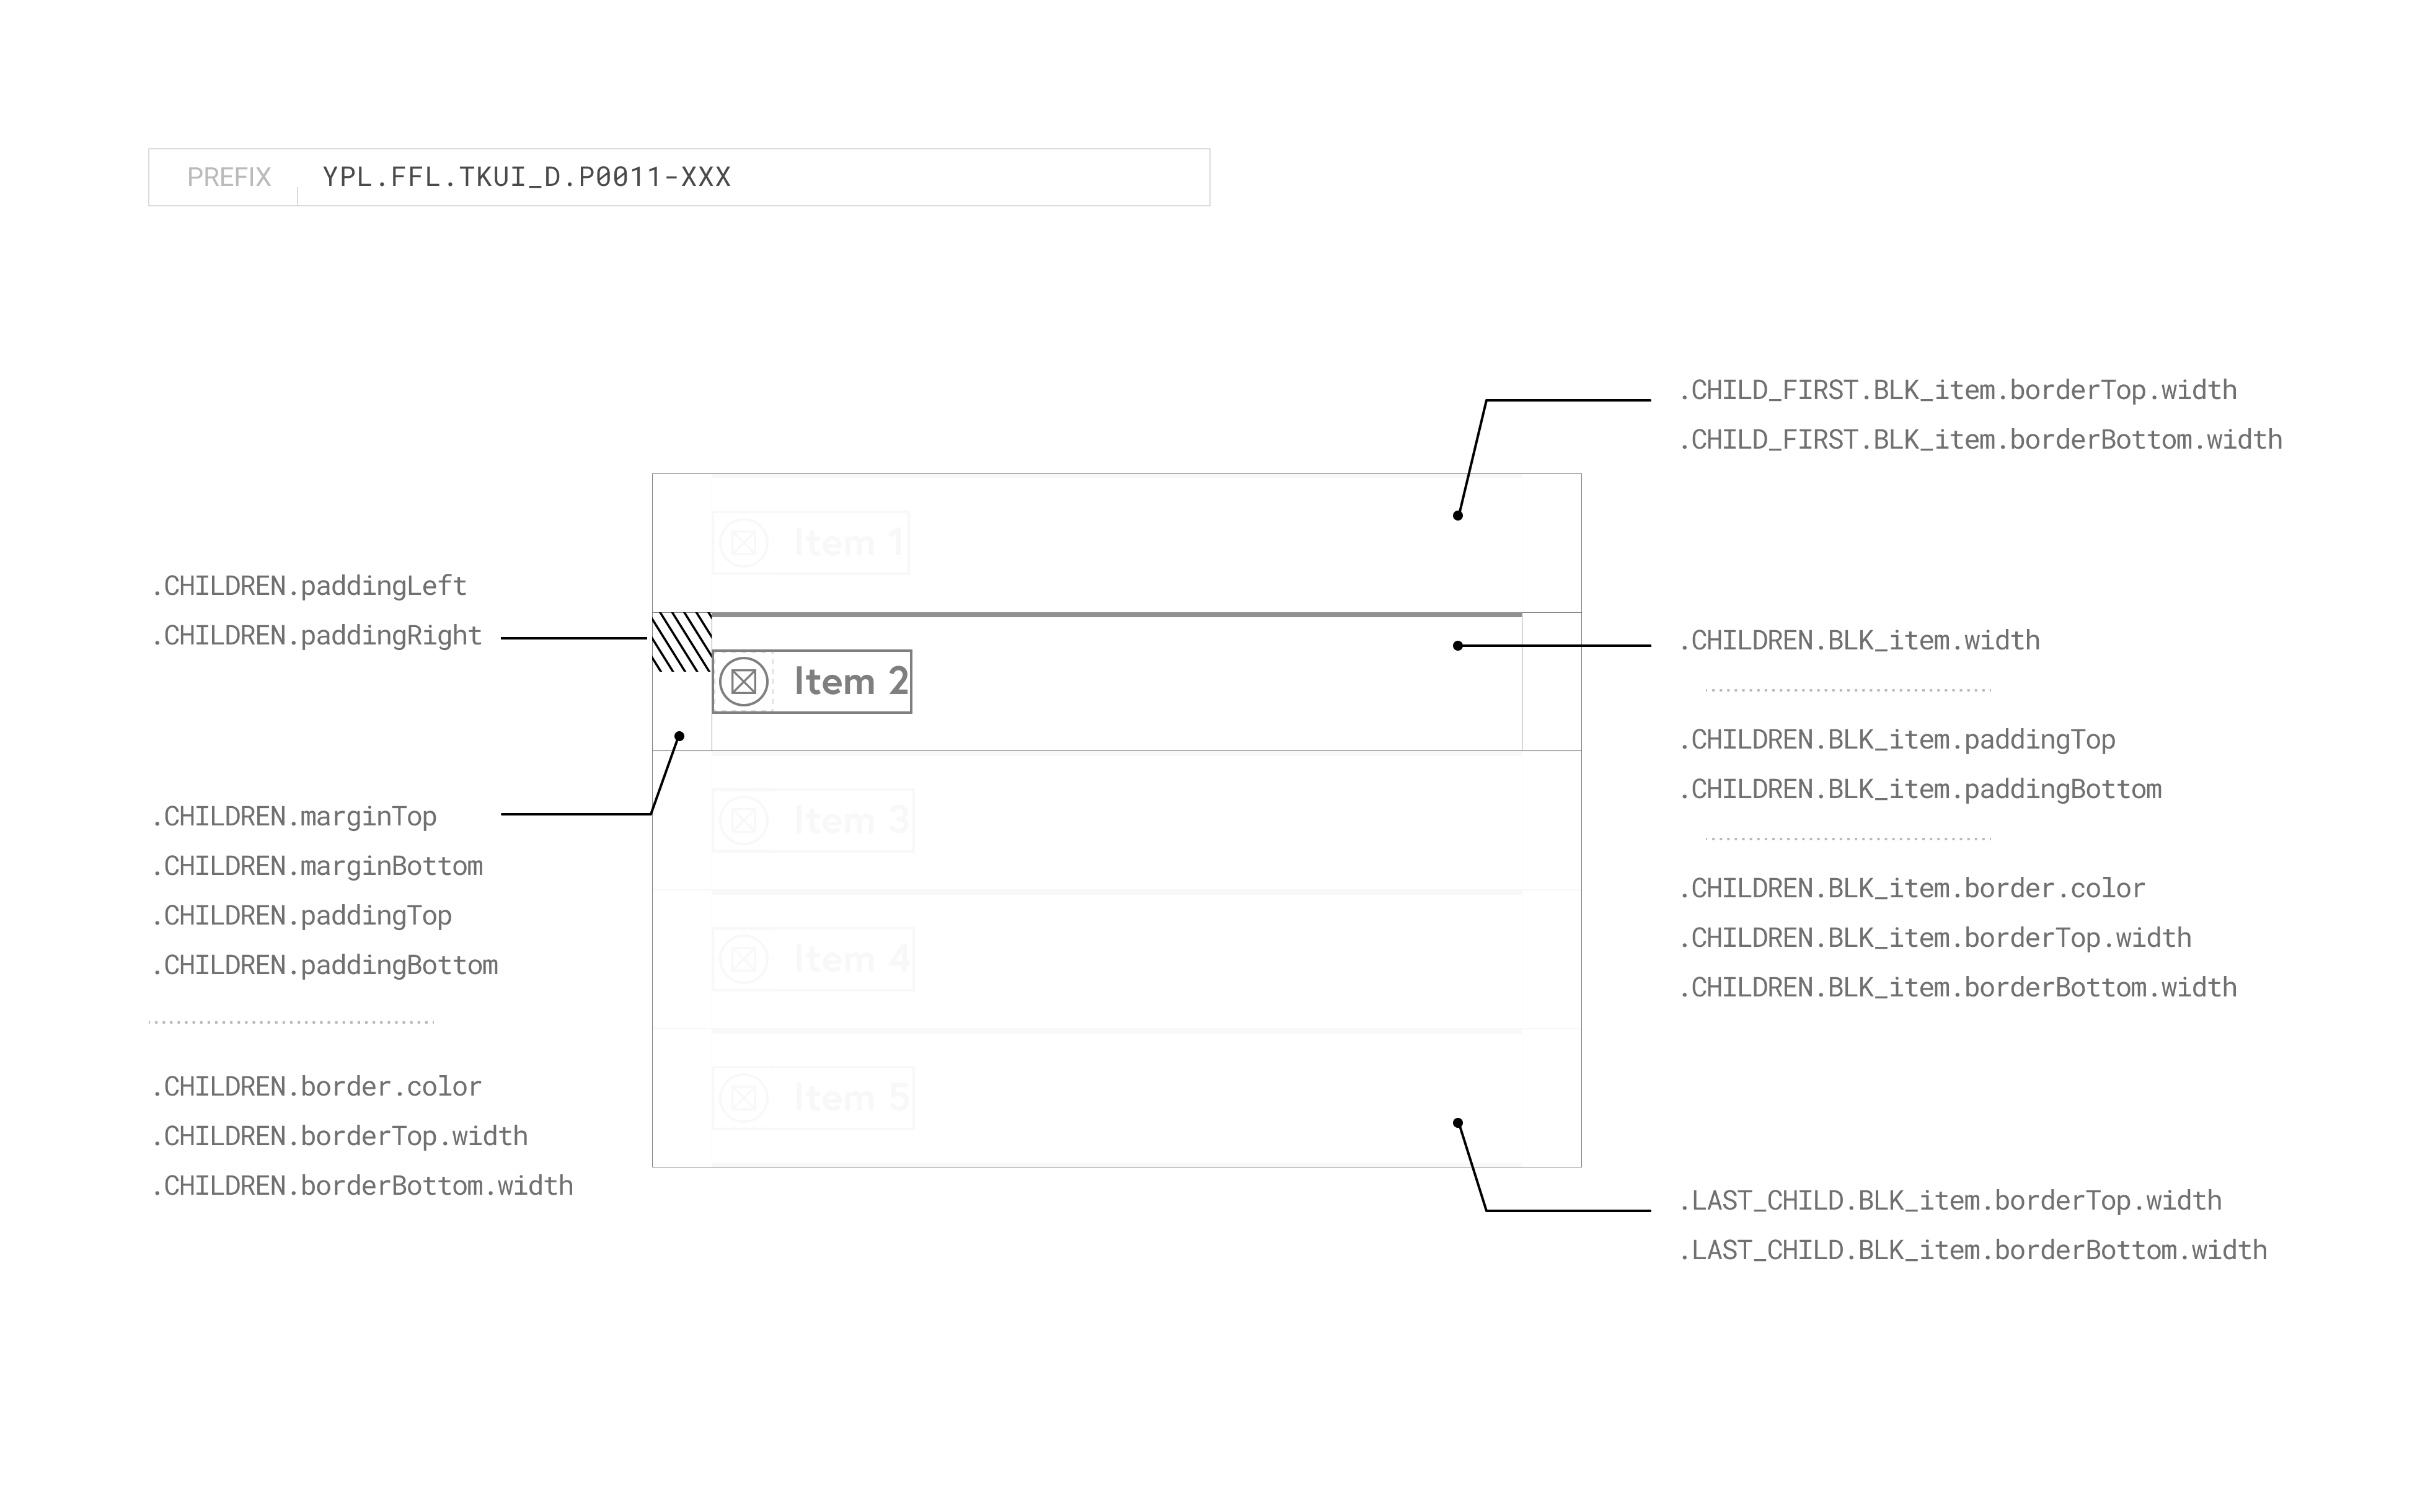 PREFIX YPL.FFL.TKUI_D.P0011-XXX
.CHILDREN.paddingLeft
.CHILDREN.paddingRight
.CHILDREN.marginTop
.CHILDREN.marginBottom
.CHILDREN.paddingTop
.CHILDREN.paddingBottom
.CHILDREN.border.color
.CHILDREN.borderTop.width
.CHILDREN.borderBottom.width
Item 1
Item 2
Item 3
Item 4
Item 5
.CHILD_FIRST.BLK_item.borderTop.width
.CHILD_FIRST.BLK_item.borderBottom.width
.CHILDREN.BLK_item.width
.CHILDREN.BLK_item.paddingTop
.CHILDREN.BLK_item.paddingBottom
.CHILDREN.BLK_item.border.color
.CHILDREN.BLK_item.borderTop.width
.CHILDREN.BLK_item.borderBottom.width
.LAST_CHILD.BLK_item.borderTop.width
.LAST_CHILD.BLK_item.borderBottom.width